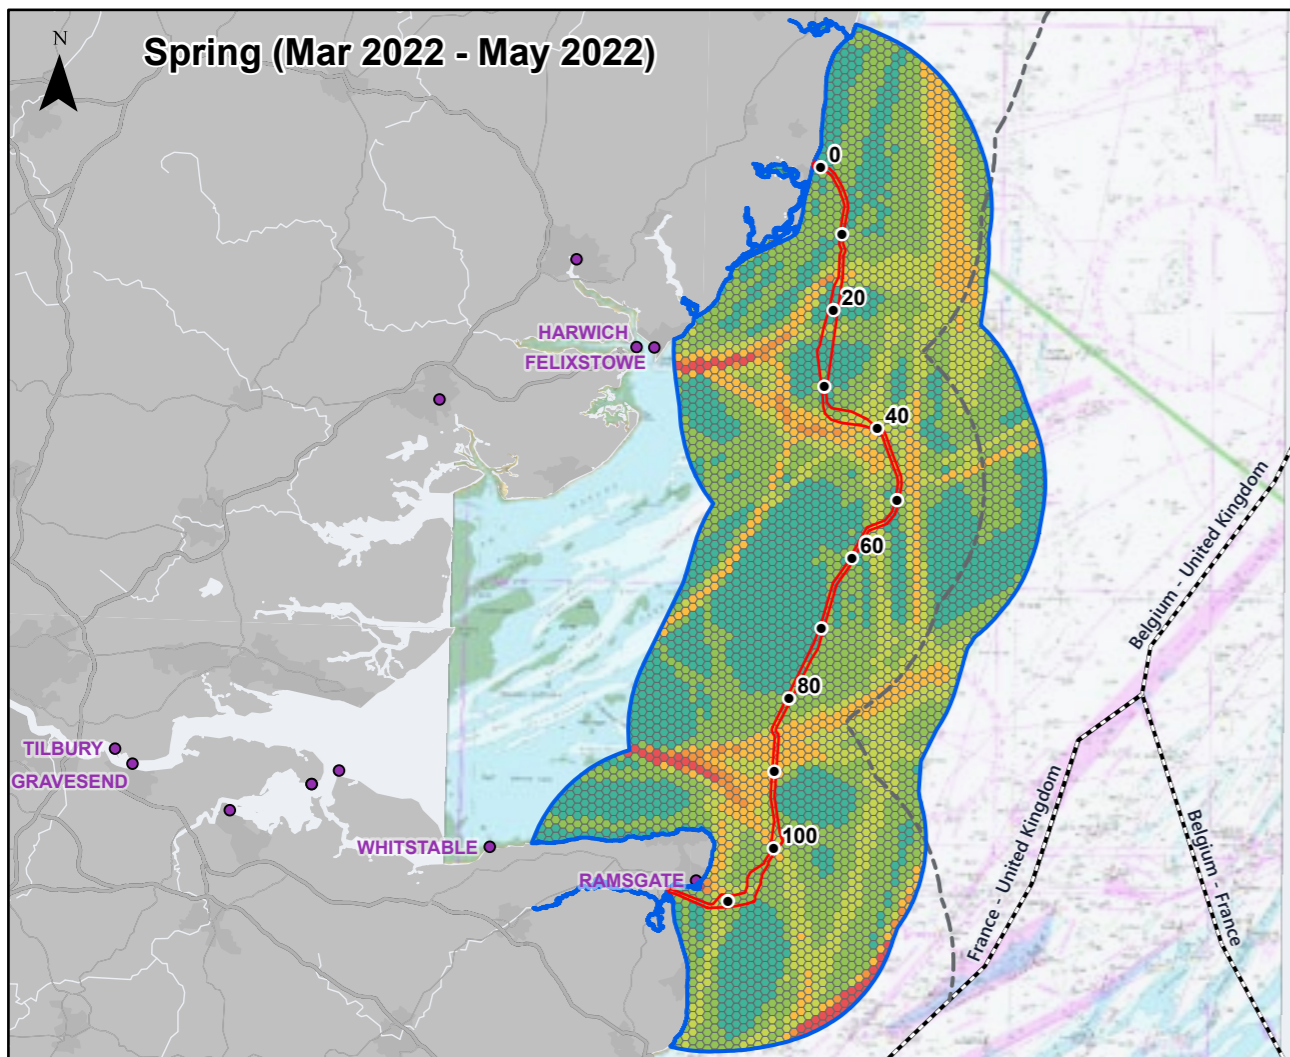 N
Spring (Mar 2022 - May 2022)
0
20
HARWICH
FELIXSTOWE
40
Belgium - United Kingdom
60
80
TILBURY
GRAVESEND
France - United Kingdom
Belgium - France
100
WHITSTABLE
RAMSGATE